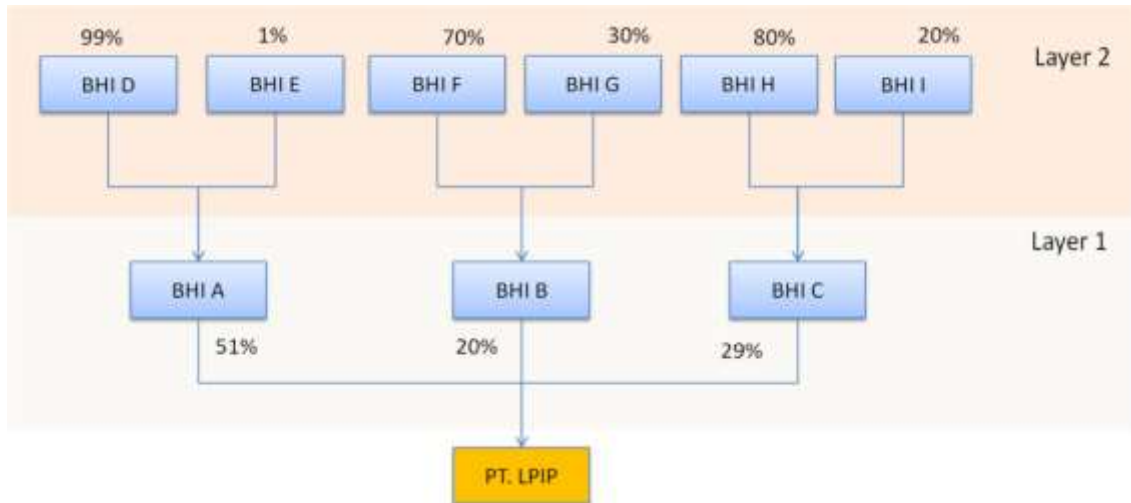 99% 1% 70% 30% 80% 20%
Layer 2
BHI D BHI E BHI F BHI G BHI H BHI I
Layer 1
BHI A BHI B BHI C
51% 20% 29%
PT. LPIP